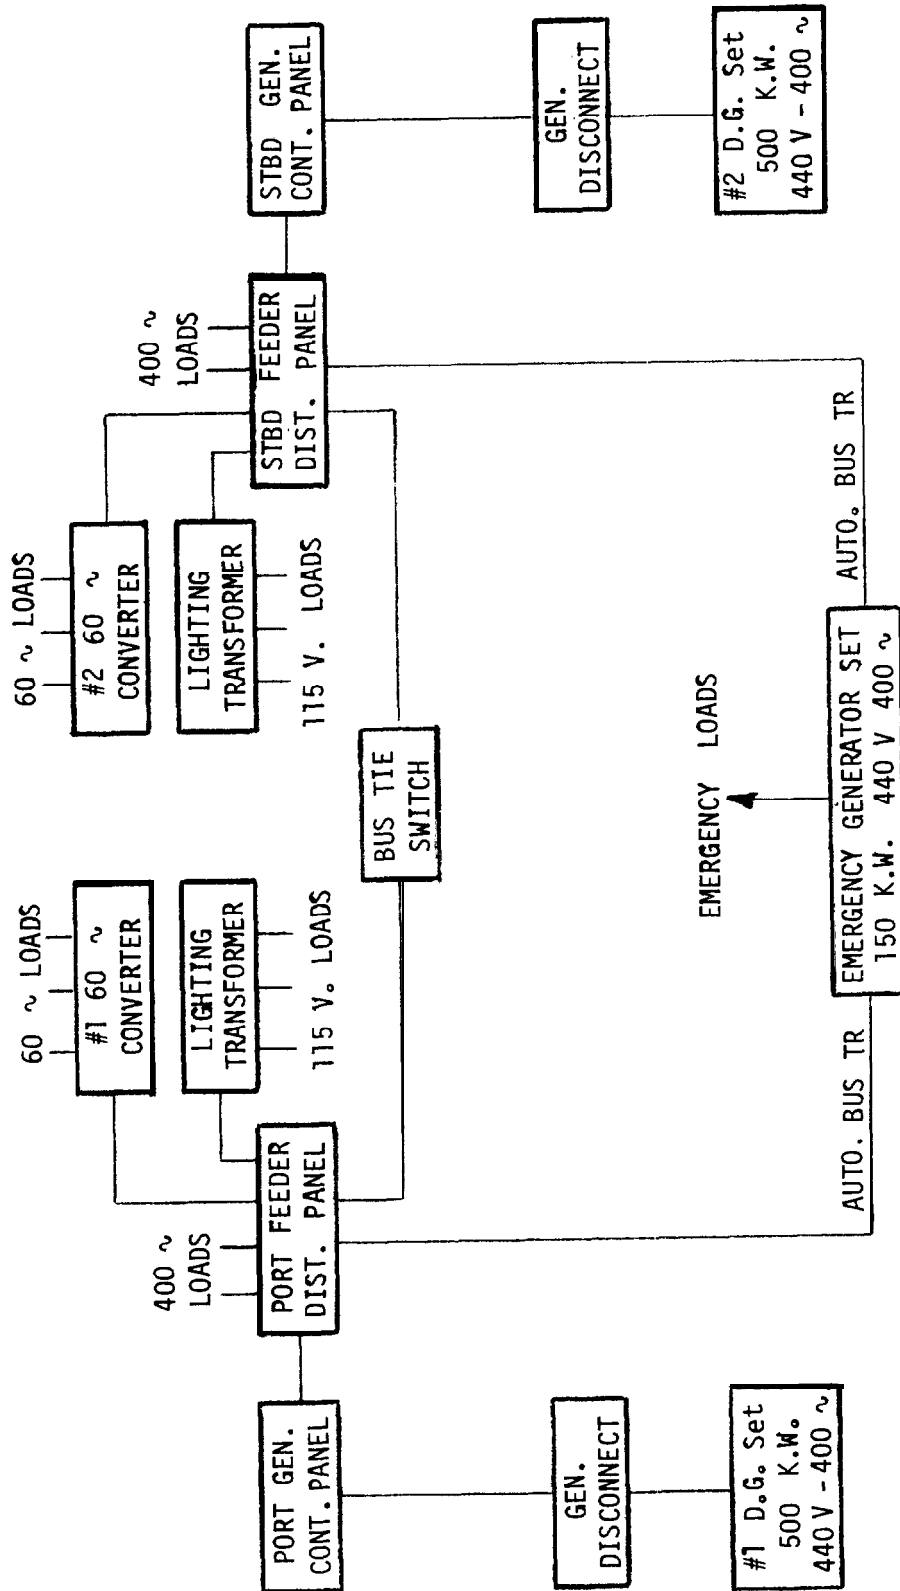 60 ~ LOADS
#1 60 ~
CONVERTER
60 ~ LOADS
#2 60 ~
CONVERTER
400 ~
LOADS
LIGHTING
TRANSFORMER
115 V. LOADS
LIGHTING
TRANSFORMER
115 V. LOADS
400 ~
LOADS
PORT GEN.
CONT. PANEL
PORT FEEDER
DIST. PANEL
STBD FEEDER
DIST. PANEL
STBD GEN.
CONT. PANEL
BUS TIE
SWITCH
GEN.
DISCONNECT
GEN.
DISCONNECT
EMERGENCY LOADS
#1 D.G. Set
500 K.W.
440 V - 400 ~
#2 D.G. Set
500 K.W.
440 V - 400 ~
AUTO. BUS TR
EMERGENCY GENERATOR SET
150 K.W. 440 V 400 ~
AUTO. BUS TR